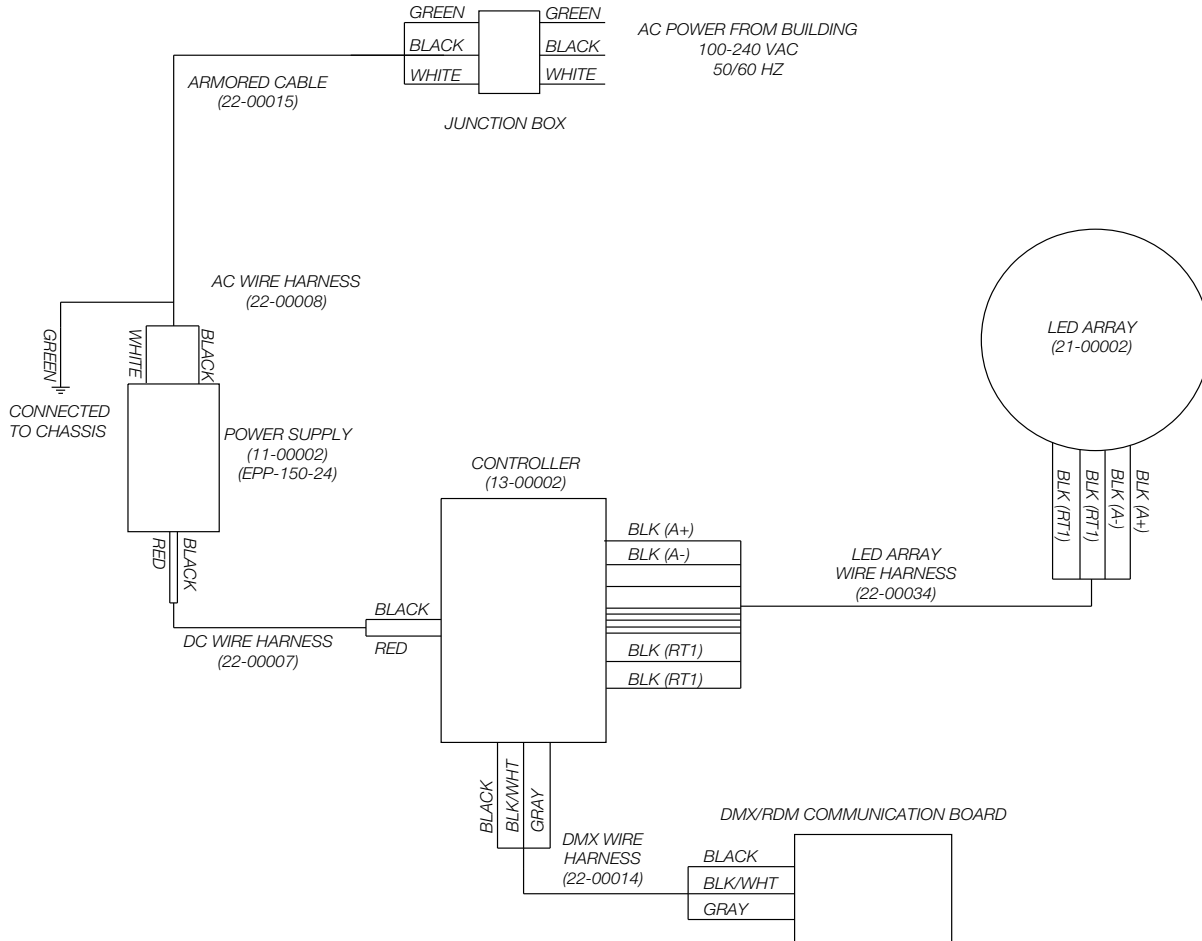 GREEN
GREEN
AC POWER FROM BUILDING
100-240 VAC
50/60 HZ
BLACK
BLACK
WHITE
WHITE
ARMORED CABLE
(22-00015)
JUNCTION BOX
AC WIRE HARNESS
(22-00008)
GREEN
WHITE
BLACK
CONNECTED
TO CHASSIS
POWER SUPPLY
(11-00002)
(EPP-150-24)
RED
BLACK
DC WIRE HARNESS
(22-00007)
BLACK
RED
CONTROLLER
(13-00002)
BLK (A+)
BLK (A-)
BLK (RT1)
BLK (RT1)
LED ARRAY
WIRE HARNESS
(22-00034)
LED ARRAY
(21-00002)
BLK (RT1)
BLK (RT1)
BLK (A-)
BLK (A+)
BLACK
BLK/WHT
GRAY
DMX WIRE
HARNESS
(22-00014)
DMX/RDM COMMUNICATION BOARD
BLACK
BLK/WHT
GRAY